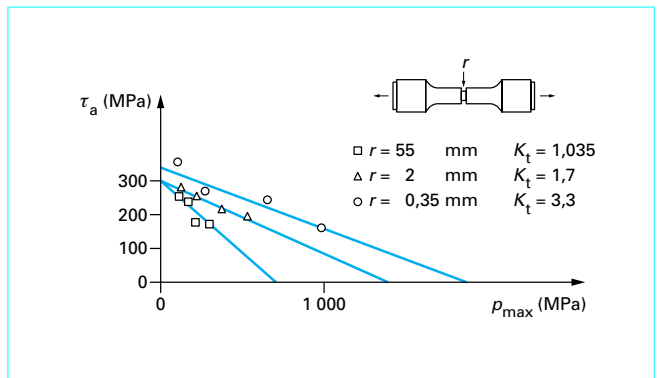 r
τa (MPa)
r = 55 mm Kt = 1,035
r = 2 mm Kt = 1,7
r = 0,35 mm Kt = 3,3
300
200
100
0
0 1 000 pmax (MPa)